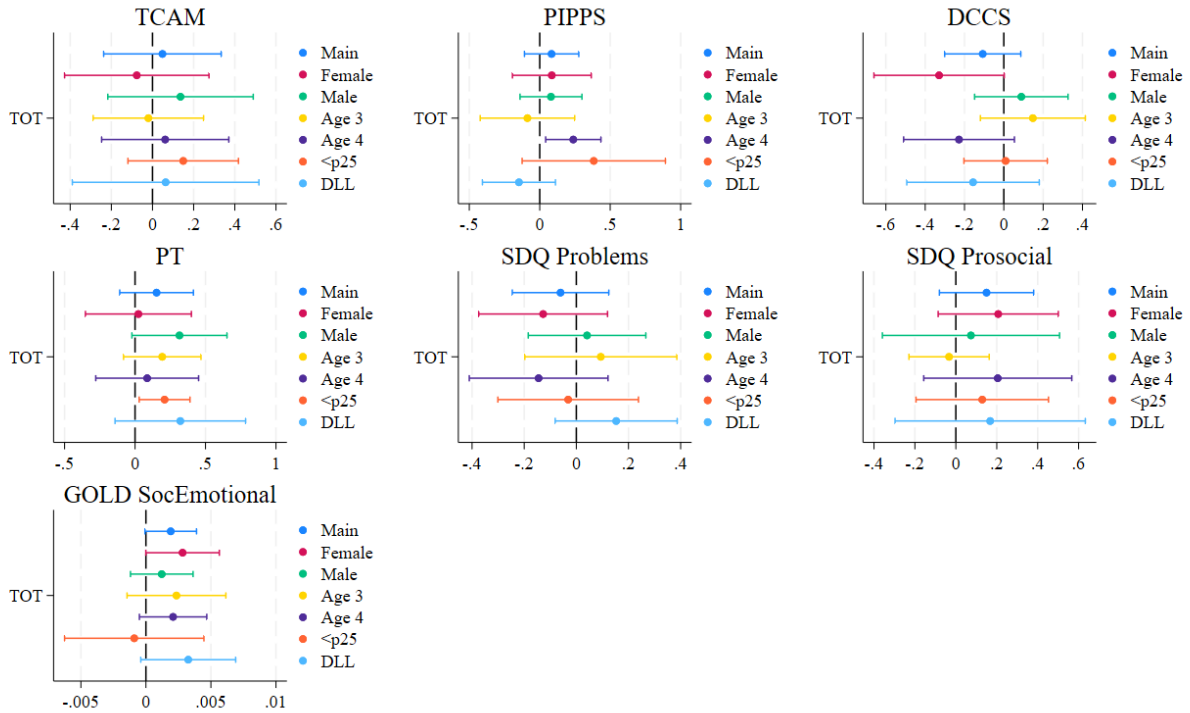 TCAM
Main
Female
Male
Age 3
Age 4
<p25
DLL
TOT
-.4 -.2 0 .2 .4 .6
PIPPS
Main
Female
Male
Age 3
Age 4
<p25
DLL
TOT
-.5 0 .5 1
DCCS
Main
Female
Male
Age 3
Age 4
<p25
DLL
TOT
-.6 -.4 -.2 0 .2 .4
PT
Main
Female
Male
Age 3
Age 4
<p25
DLL
TOT
-.5 0 .5 1
SDQ Problems
Main
Female
Male
Age 3
Age 4
<p25
DLL
TOT
-.4 -.2 0 .2 .4
SDQ Prosocial
Main
Female
Male
Age 3
Age 4
<p25
DLL
TOT
-.4 -.2 0 .2 .4 .6
GOLD SocEmotional
Main
Female
Male
Age 3
Age 4
<p25
DLL
TOT
-.005 0 .005 .01